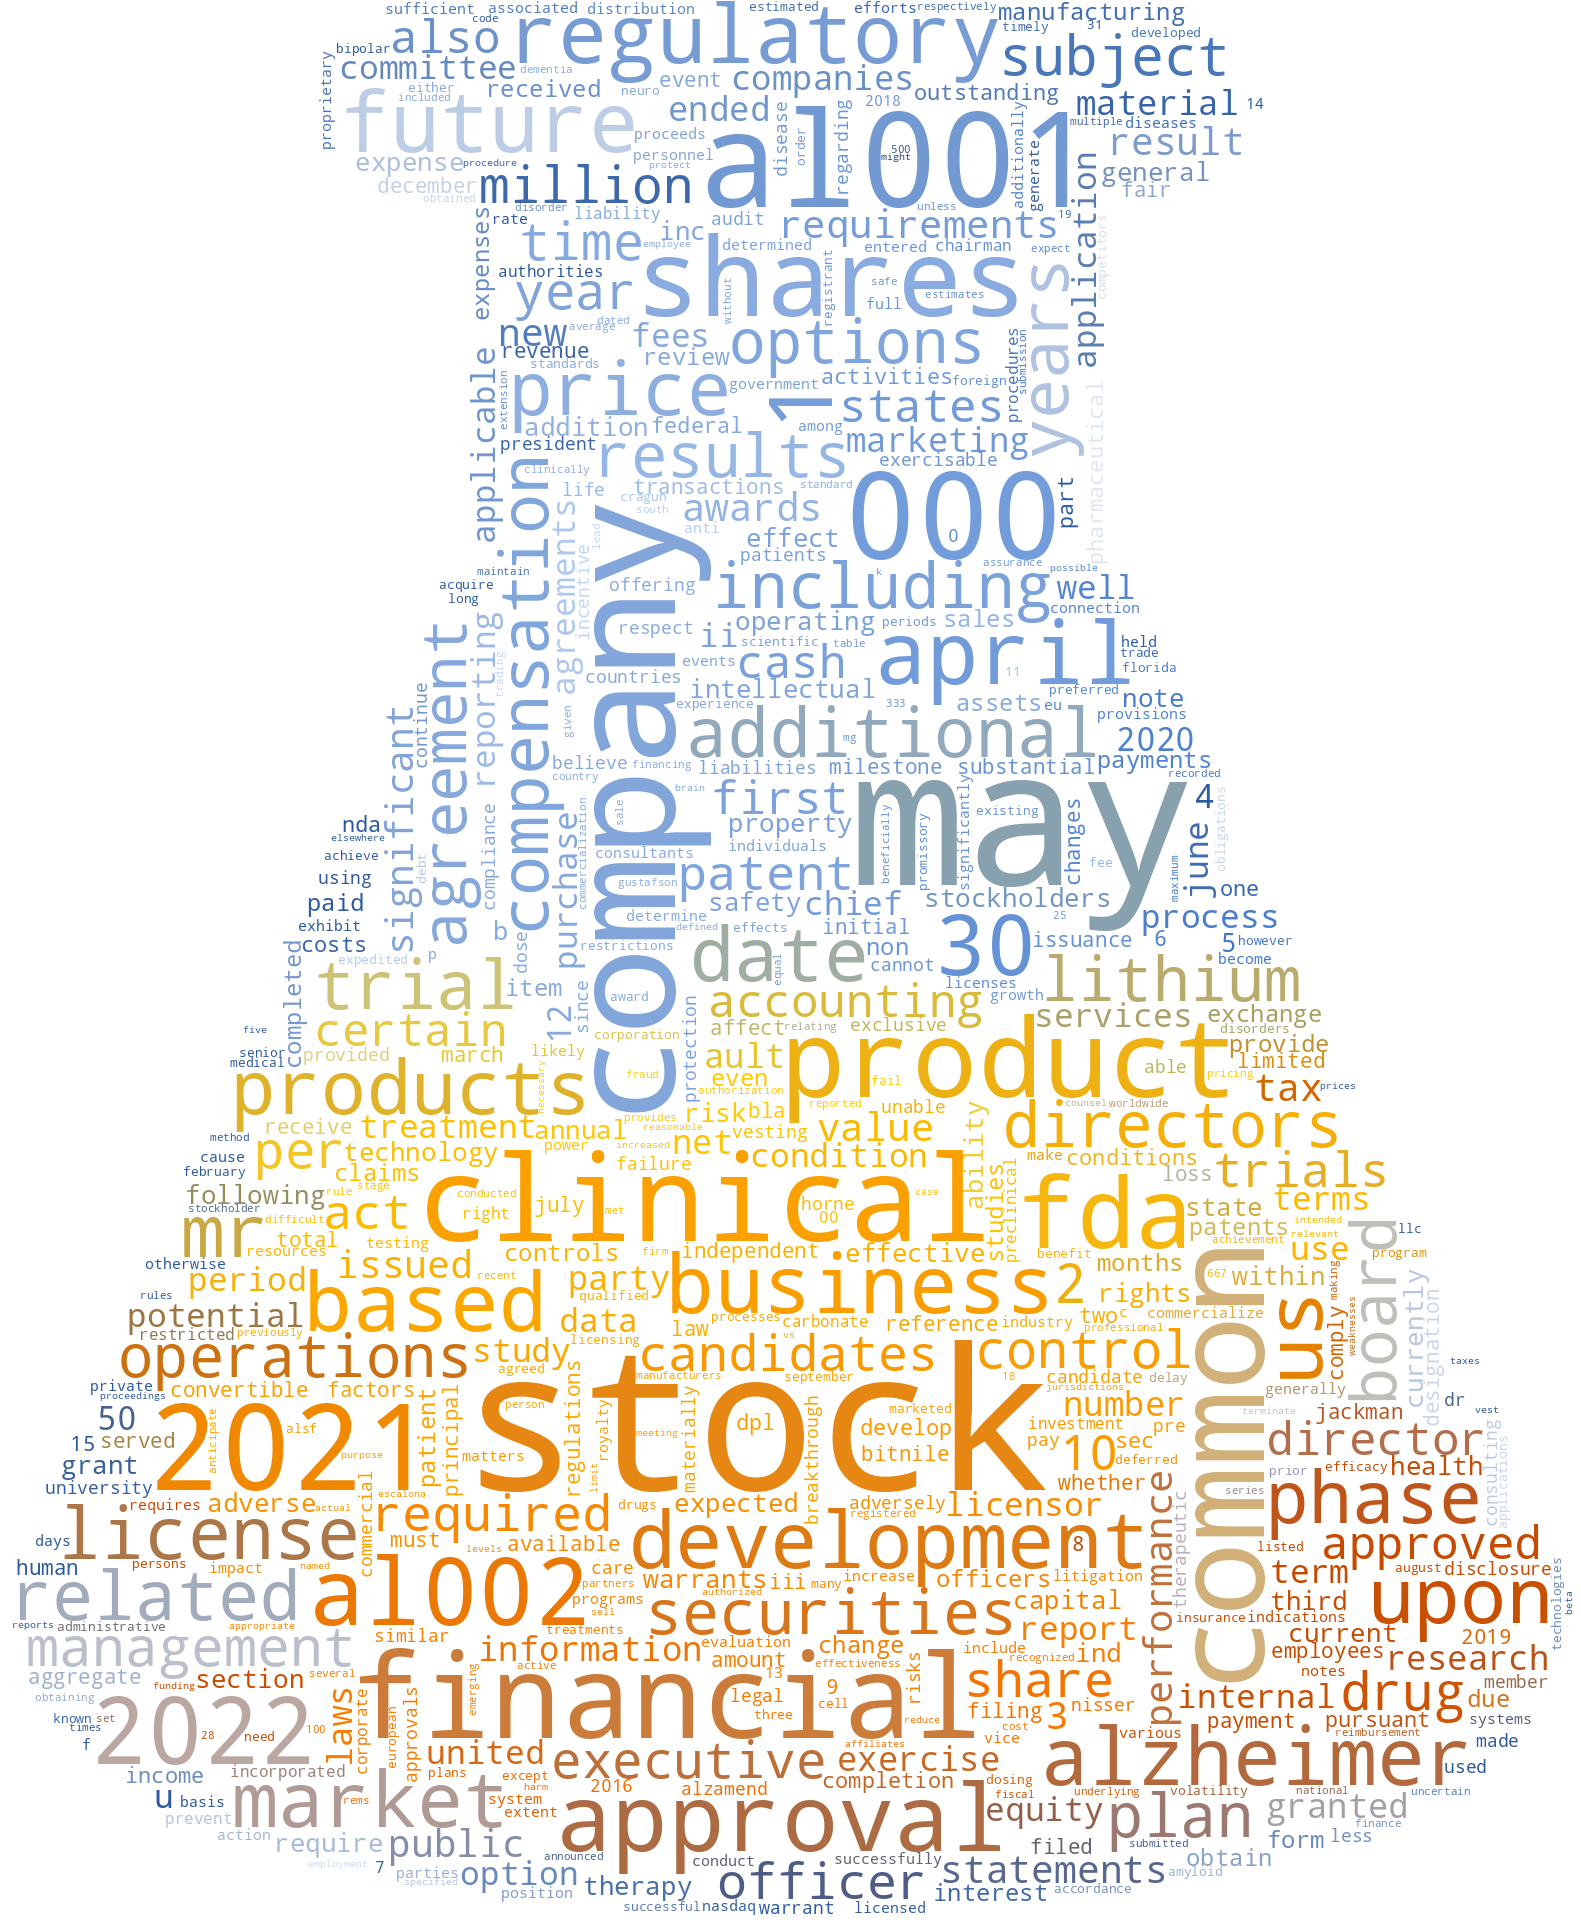 sufficient associated distribution estimated efforts respectively manufacturing
code also regulatory timely 31 developed
bipolar committee dementia companies subject
proprietary either included received neuro event outstanding material 14
future ended disease 2018 multiple diseases
proceeds order regarding al001 500 might additionally generate result
expense procedure personnel protect general
december obtained million unless 19 fair
rate disorder liability audit requirements application competitors
expenses time inc employee determined entered chairman expect
authorities shares without registrant safe full estimates
year dated average
new fees options years procedures submission
revenue review
standards government activities foreign
applicable extension price 1 states pharmaceutical
addition federal among marketing
president results exercisable
clinically transactions standard
life cragun south awards 000 0 part
compensation agreements incentive lead anti effect
patients assurance possible
maintain k
acquire offering including well
long connection
agreement reporting trading respect ii operating periods sales
scientific table april held
events cash trade
countries 11 florida
intellectual preferred
continue experience 333 assets eu note
significant given company additional mg provisions
2020
believe financing liabilities milestone substantial payments
country recorded
brain first may 4
commercialization sale property existing obligations
nda purchase beneficially promissory significantly changes june
elsewhere compliance individuals
achieve debt consultants fee
using patent maximum
gustafson one
paid safety chief stockholders
exhibit b determine initial 25 process
costs dose defined effects 30 issuance 6 5 however
restrictions date non
expedited p equal cannot become
completed trial item award licenses lithium
since growth
12 protection accounting services exchange
five certain corporation affect relating exclusive disorders
senior provided march likely ault product provide
medical limited
products necessary fraud even fail able pricing
authorization tax prices
provides risk bla reported unable counsel worldwide
receive treatment annual reasonable vesting value directors
method per power increased net ability
cause technology condition make conditions
february claims failure loss
following rule stage clinical conducted case studies preclinical trials
stockholder act right july met horne 00 fda state terms
mr difficult patents intended
total testing achievement relevant board llc
resources issued controls firm independent effective benefit use program
otherwise recent months
period party business 2 667 within currently designation
rules based qualified rights us making
potential data processes carbonate reference industry two c commercialize comply weaknesses
restricted previously law professional
operations study licensing vs candidates control
agreed taxes
private convertible factors manufacturers september 18 candidate delay generally
proceedings jurisdictions dr
50 2021 anticipate alsf patient principal person stock dpl marketed number common terminate jackman vest
15 served regulations royalty meeting materially develop investment pre director
grant purpose matters bitnile pay 10 sec prior efficacy health
university escalona limit breakthrough whether deferred series consulting applications
requires adverse actual expected adversely licensor phase
days license commercial required drugs registered performance
must levels available 8 listed approved
human persons impact named care increase officers litigation therapeutic august disclosure
related al002 partners warrants iii many term technologies beta
programs authorized capital third upon
sell securities insurance indications
reports administrative appropriate treatments report current
management similar information evaluation change include employees 2019
amount recognized ind
aggregate section several active effectiveness risks research
funding 13 notes member
obtaining legal 9 share internal drug due
known set 2022 laws corporate emerging financial three cell filing 3 nisser
times european approvals reduce cost payment pursuant systems
f 28 need 100 affiliates vice various reimbursement made
united executive exercise alzheimer used
income incorporated plans except
2016 alzamend completion dosing
u basis rems system harm fiscal underlying volatility national uncertain
market extent approval equity plan granted
prevent finance
action require public filed submitted form less
announced conduct successfully
employment 7 parties option therapy officer statements obtain
specified position amyloid
successful nasdaq warrant licensed interest accordance